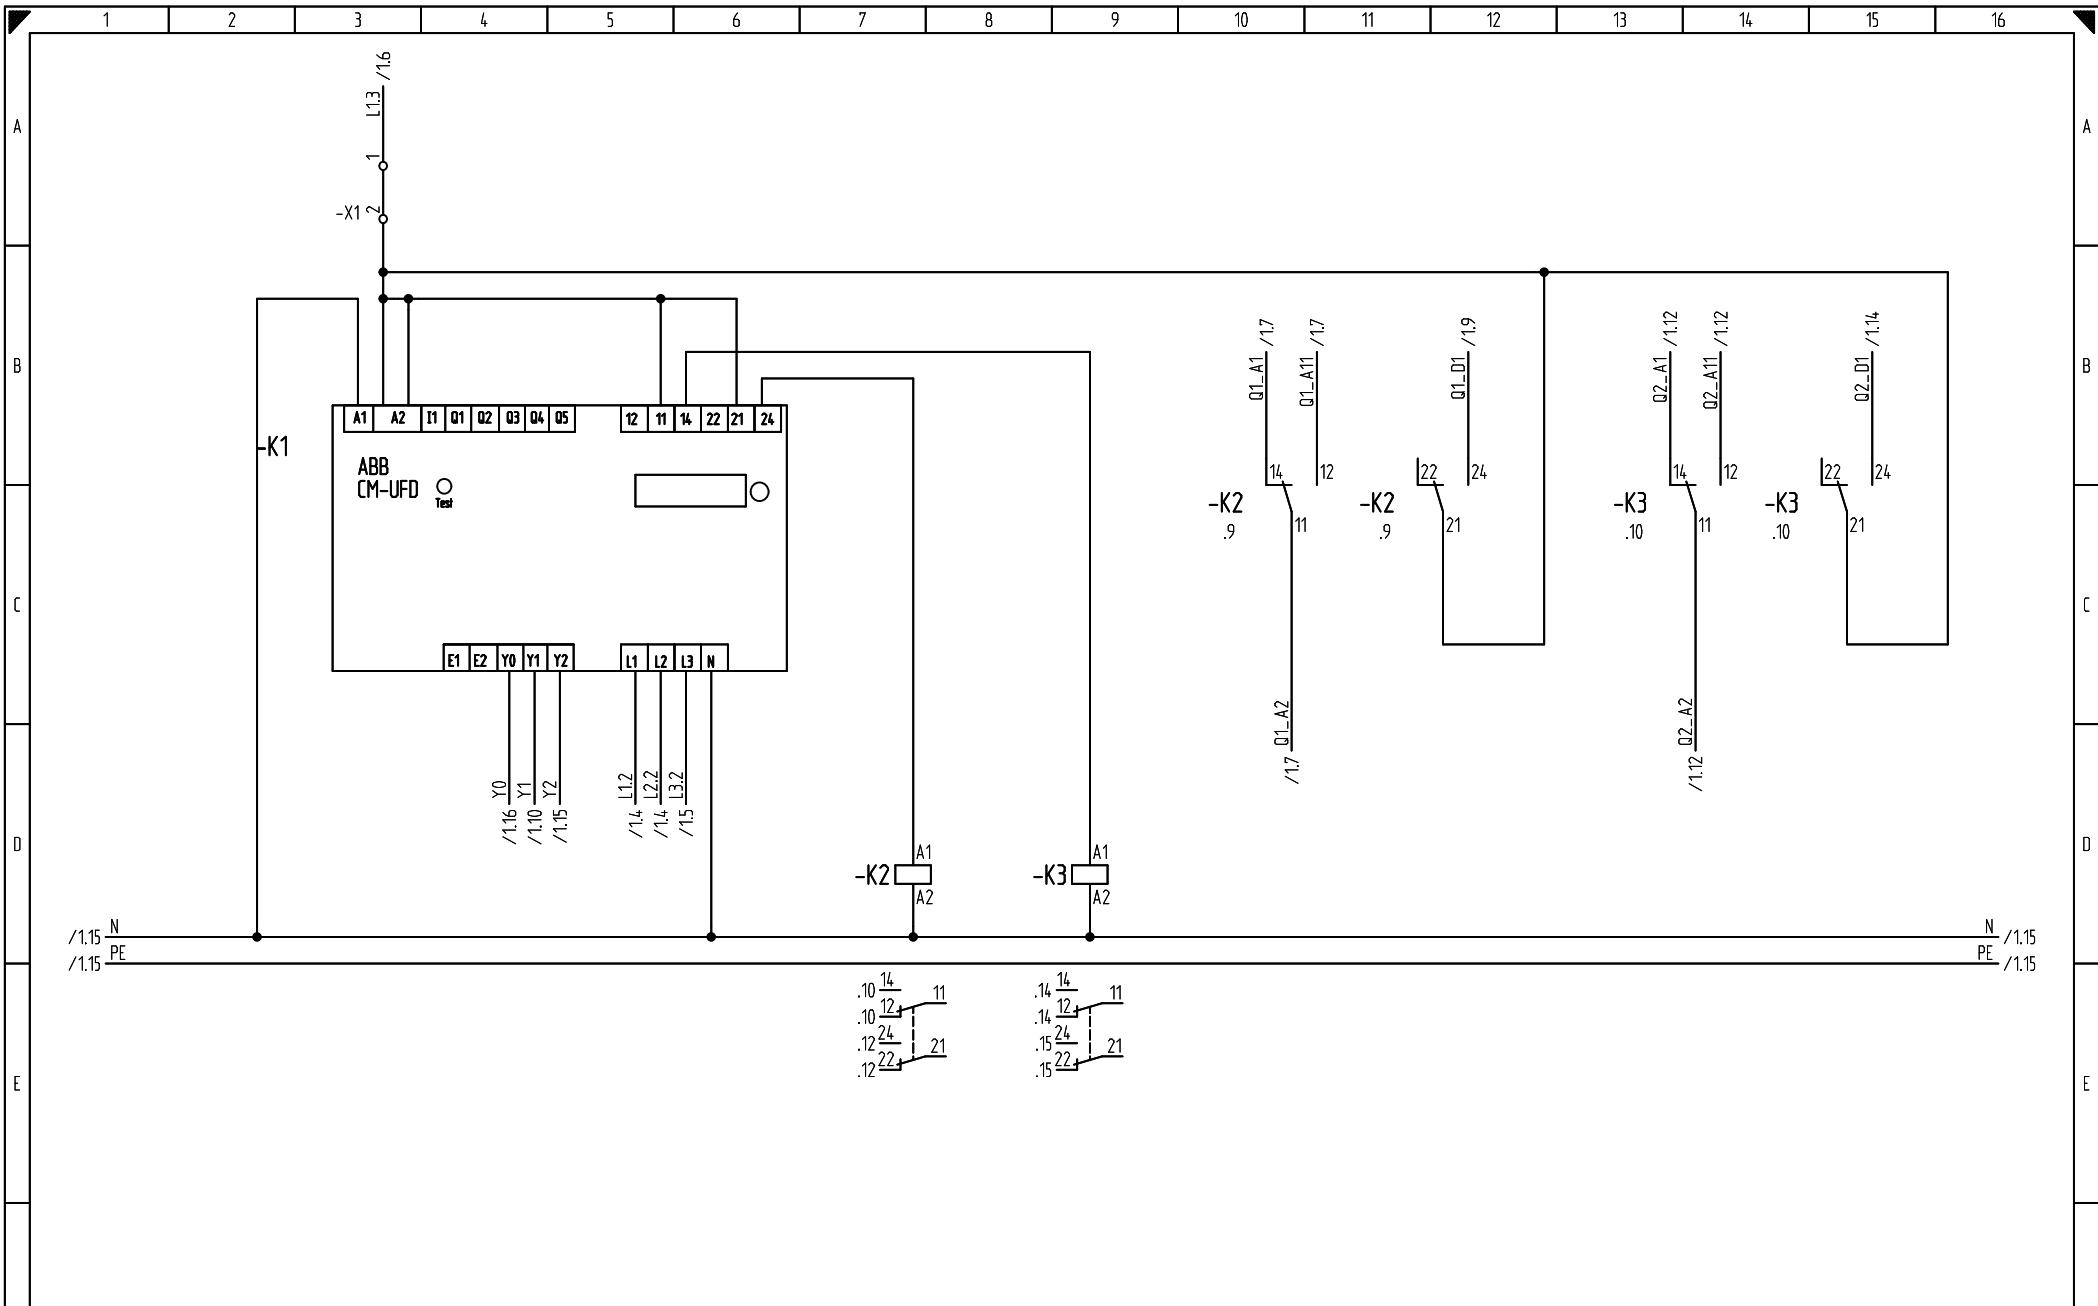 1 2 3 4 5 6 7 8 9 10 11 12 13 14 15 16
/1.6
L1.3
1
-X1 2
A A
B B
C C
D D
E E
-K1
A1 A2 I1 Q1 Q2 Q3 Q4 Q5
12 11 14 22 21 24
ABB
CM-UFD
Test
E1 E2 Y0 Y1 Y2
L1 L2 L3 N
Y0 Y1 Y2
/1.16 /1.10 /1.15
L1.2 L2.2 L3.2
/1.4 /1.4 /1.5
/1.7 /1.7 /1.9 /1.12 /1.12 /1.14
Q1_A1 Q1_A11 Q1_D1 Q2_A1 Q2_A11 Q2_D1
14 12 22 24 14 12 22 24
-K2 -K2 -K3 -K3
.9 11 .9 21 .10 11 .10 21
Q1_A2 Q2_A2
/1.7 /1.12
-K2 A1 -K3 A1
A2 A2
/1.15 N N /1.15
/1.15 PE PE /1.15
.10 14 11 .14 14 11
.10 12 .14 12
.12 24 21 .15 24 21
.12 22 .15 22